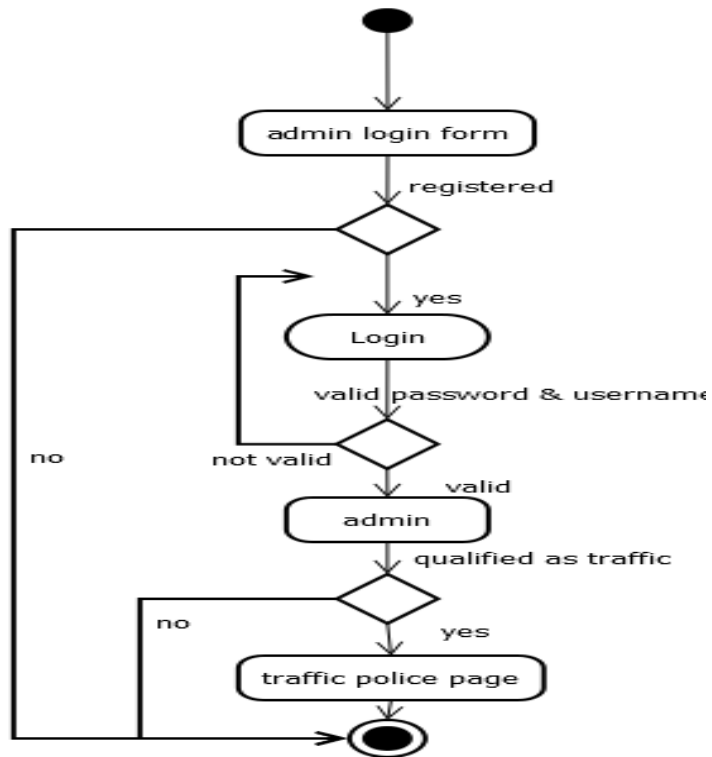 admin login form
registered
yes
Login
valid password & username
no
not valid
valid
admin
qualified as traffic
no
yes
traffic police page